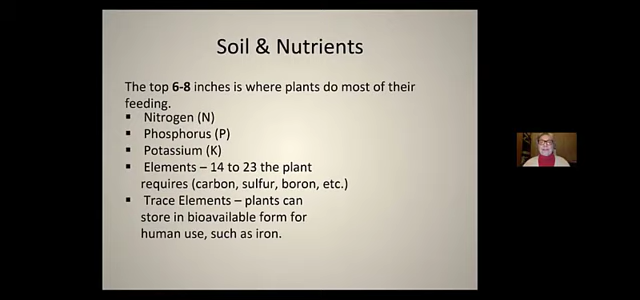 Soil & Nutrients
The top 6-8 inches is where plants do most of their
feeding.
▪ Nitrogen (N)
▪ Phosphorus (P)
▪ Potassium (K)
▪ Elements – 14 to 23 the plant
requires (carbon, sulfur, boron, etc.)
▪ Trace Elements – plants can
store in bioavailable form for
human use, such as iron.